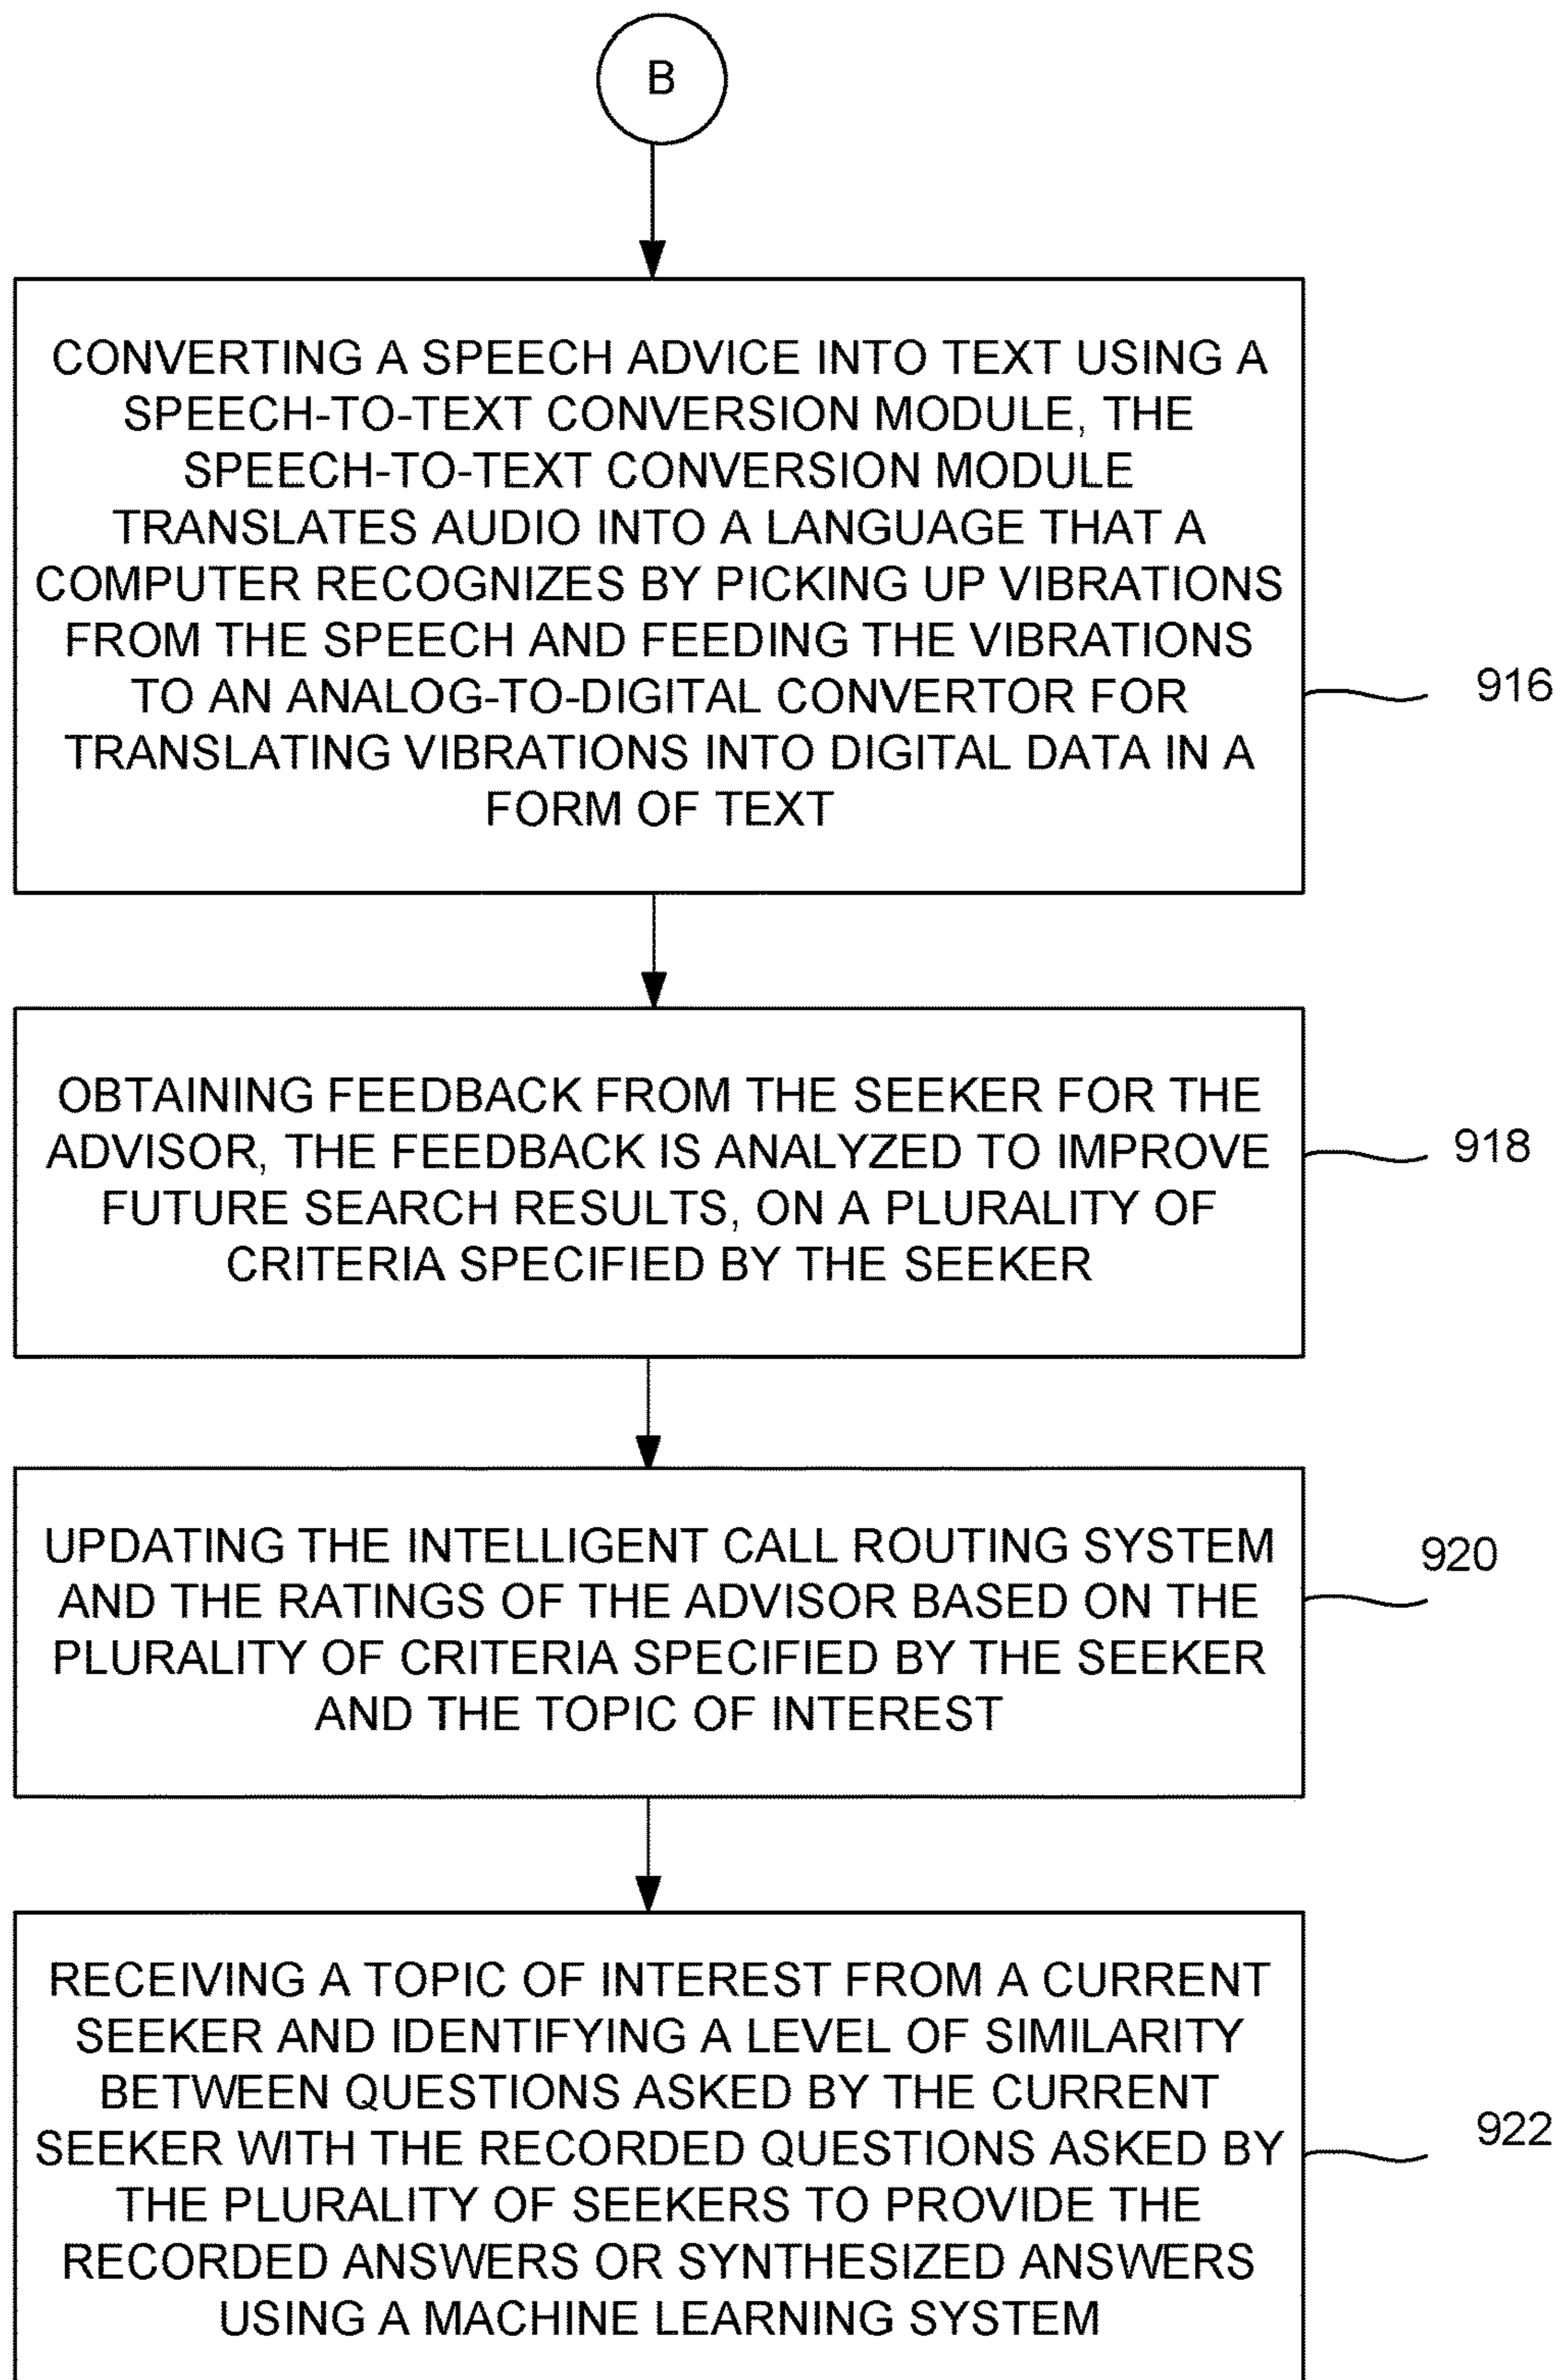 B
CONVERTING A SPEECH ADVICE INTO TEXT USING A
SPEECH-TO-TEXT CONVERSION MODULE, THE
SPEECH-TO-TEXT CONVERSION MODULE
TRANSLATES AUDIO INTO A LANGUAGE THAT A
COMPUTER RECOGNIZES BY PICKING UP VIBRATIONS
FROM THE SPEECH AND FEEDING THE VIBRATIONS
TO AN ANALOG-TO-DIGITAL CONVERTOR FOR
TRANSLATING VIBRATIONS INTO DIGITAL DATA IN A
FORM OF TEXT
916
OBTAINING FEEDBACK FROM THE SEEKER FOR THE
ADVISOR, THE FEEDBACK IS ANALYZED TO IMPROVE
FUTURE SEARCH RESULTS, ON A PLURALITY OF
CRITERIA SPECIFIED BY THE SEEKER
918
UPDATING THE INTELLIGENT CALL ROUTING SYSTEM
AND THE RATINGS OF THE ADVISOR BASED ON THE
PLURALITY OF CRITERIA SPECIFIED BY THE SEEKER
AND THE TOPIC OF INTEREST
920
RECEIVING A TOPIC OF INTEREST FROM A CURRENT
SEEKER AND IDENTIFYING A LEVEL OF SIMILARITY
BETWEEN QUESTIONS ASKED BY THE CURRENT
SEEKER WITH THE RECORDED QUESTIONS ASKED BY
THE PLURALITY OF SEEKERS TO PROVIDE THE
RECORDED ANSWERS OR SYNTHESIZED ANSWERS
USING A MACHINE LEARNING SYSTEM
922